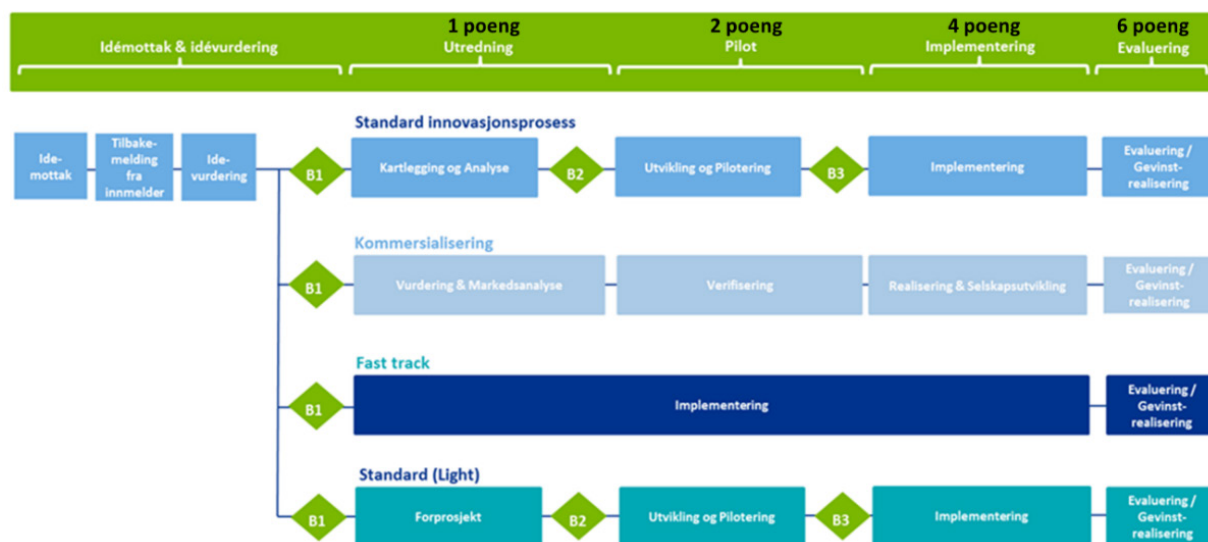 1 poeng
2 poeng
4 poeng
6 poeng
Idémottak & idévurdering
Utredning
Pilot
Implementering
Evaluering
Standard innovasjonsprosess
Ide-
mottak
Tilbake-
melding
fra
innmelder
Ide-
vurdering
B1
Kartlegging og Analyse
B2
Utvikling og Pilotering
B3
Implementering
Evaluering /
Gevinst-
realisering
Kommersialisering
B1
Vurdering & Markedsanalyse
Verifisering
Realisering & Selskapsutvikling
Evaluering /
Gevinst-
realisering
Fast track
B1
Implementering
Evaluering /
Gevinst-
realisering
Standard (Light)
B1
Forprosjekt
B2
Utvikling og Pilotering
B3
Implementering
Evaluering /
Gevinst-
realisering